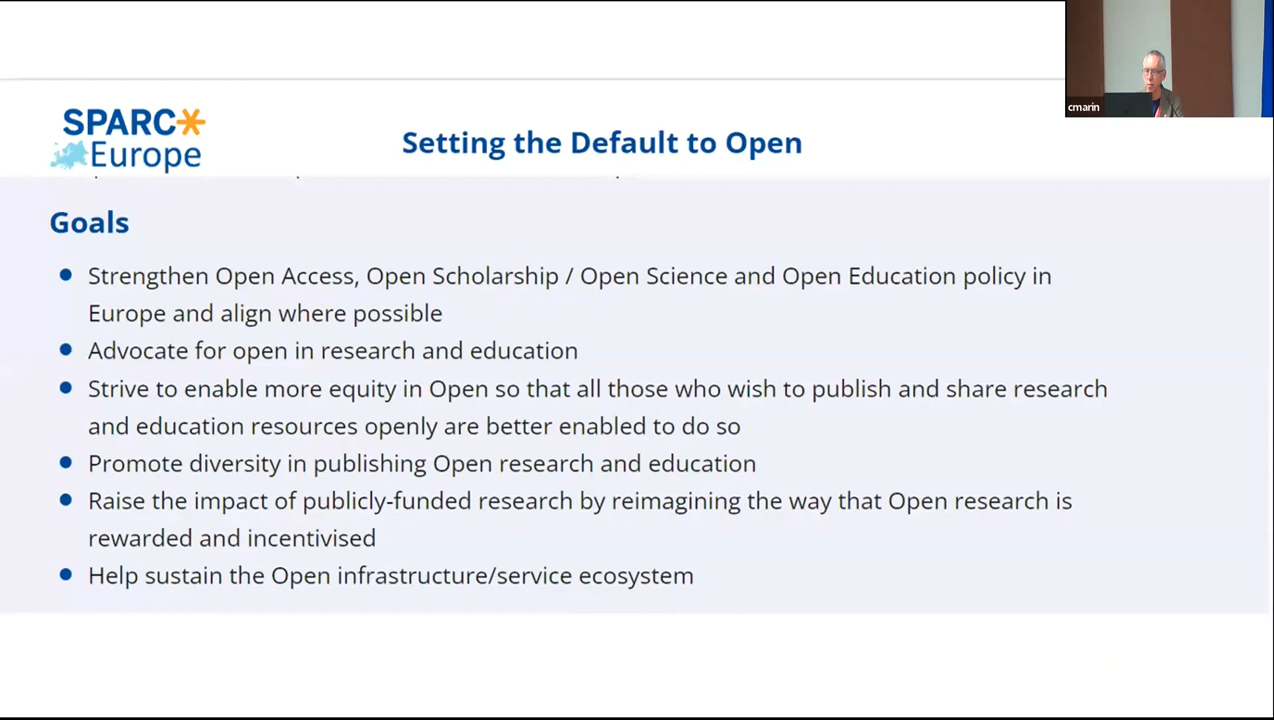 cmarin
SPARC
Europe
Setting the Default to Open
Goals
Strengthen Open Access, Open Scholarship / Open Science and Open Education policy in
Europe and align where possible
Advocate for open in research and education
Strive to enable more equity in Open so that all those who wish to publish and share research
and education resources openly are better enabled to do so
Promote diversity in publishing Open research and education
Raise the impact of publicly-funded research by reimagining the way that Open research is
rewarded and incentivised
Help sustain the Open infrastructure/service ecosystem